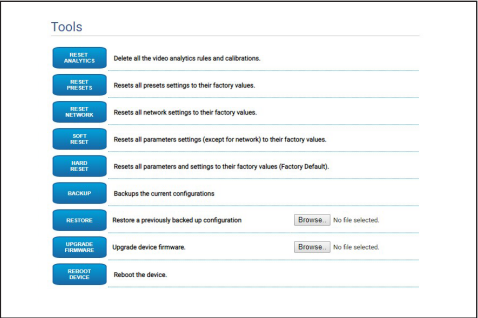 Tools
RESET ANALYTICS Delete all the video analytics rules and calibrations.
RESET PRESETS Resets all presets settings to their factory values.
RESET NETWORK Resets all network settings to their factory values.
SOFT RESET Resets all parameters settings (except for network) to their factory values.
HARD RESET Resets all parameters and settings to their factory values (Factory Default).
BACKUP Backups the current configurations
RESTORE Restore a previously backed up configuration Browse.. No file selected.
UPGRADE FIRMWARE Upgrade device firmware. Browse.. No file selected.
REBOOT DEVICE Reboot the device.